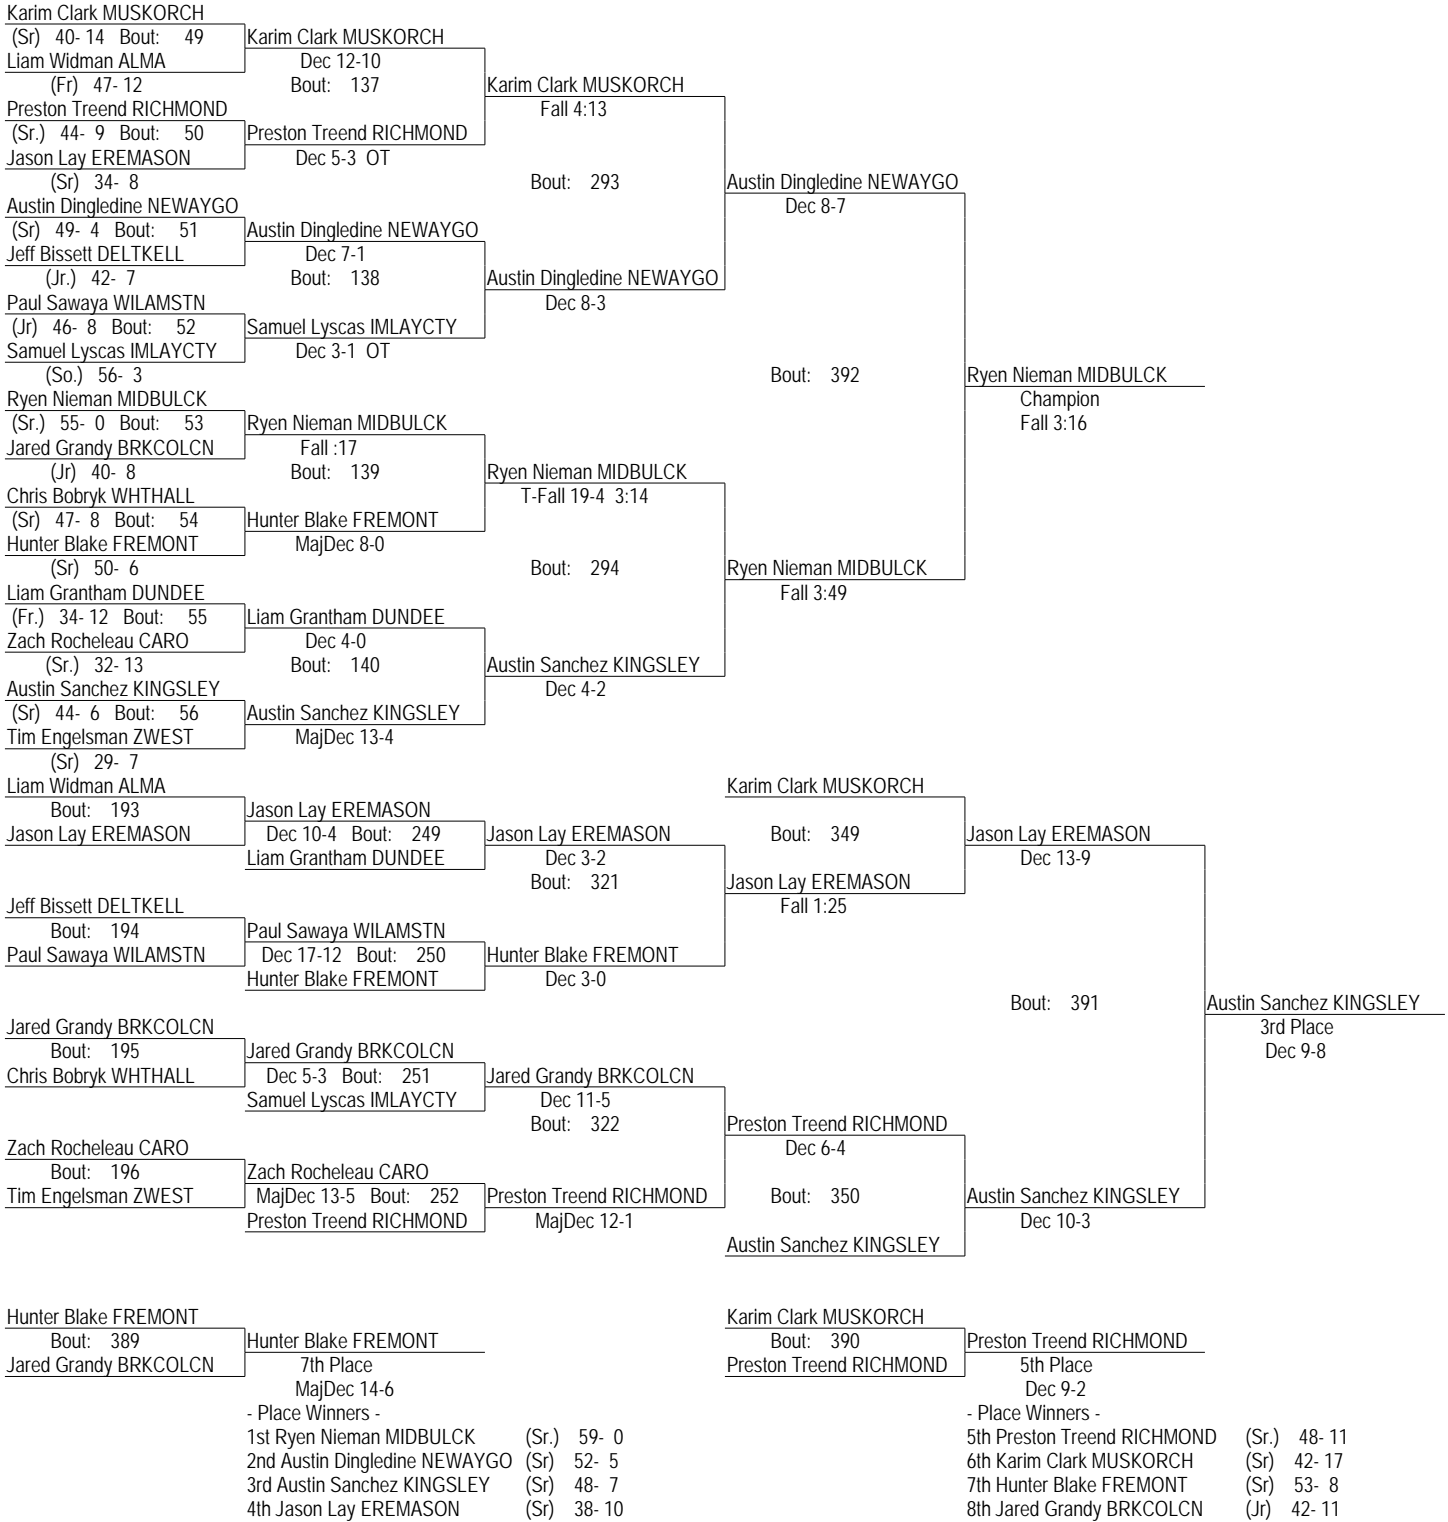 Karim Clark MUSKORCH
(Sr) 40- 14 Bout: 49 Karim Clark MUSKORCH
Liam Widman ALMA Dec 12-10
(Fr) 47- 12 Bout: 137 Karim Clark MUSKORCH
Preston Treend RICHMOND Fall 4:13
(Sr.) 44- 9 Bout: 50 Preston Treend RICHMOND
Jason Lay EREMASON Dec 5-3 OT
(Sr) 34- 8 Bout: 293 Austin Dingledine NEWAYGO
Austin Dingledine NEWAYGO Dec 8-7
(Sr) 49- 4 Bout: 51 Austin Dingledine NEWAYGO
Jeff Bissett DELTKELL Dec 7-1
(Jr.) 42- 7 Bout: 138 Austin Dingledine NEWAYGO
Paul Sawaya WILAMSTN Dec 8-3
(Jr) 46- 8 Bout: 52 Samuel Lyscas IMLAYCTY
Samuel Lyscas IMLAYCTY Dec 3-1 OT
(So.) 56- 3 Bout: 392 Ryen Nieman MIDBULCK
Ryen Nieman MIDBULCK Champion
(Sr.) 55- 0 Bout: 53 Ryen Nieman MIDBULCK Fall 3:16
Jared Grandy BRKCOLCN Fall :17
(Jr) 40- 8 Bout: 139 Ryen Nieman MIDBULCK
Chris Bobryk WHTHALL T-Fall 19-4 3:14
(Sr) 47- 8 Bout: 54 Hunter Blake FREMONT
Hunter Blake FREMONT MajDec 8-0
(Sr) 50- 6 Bout: 294 Ryen Nieman MIDBULCK
Liam Grantham DUNDEE Fall 3:49
(Fr.) 34- 12 Bout: 55 Liam Grantham DUNDEE
Zach Rocheleau CARO Dec 4-0
(Sr.) 32- 13 Bout: 140 Austin Sanchez KINGSLEY
Austin Sanchez KINGSLEY Dec 4-2
(Sr) 44- 6 Bout: 56 Austin Sanchez KINGSLEY
Tim Engelsman ZWEST MajDec 13-4
(Sr) 29- 7
Liam Widman ALMA Karim Clark MUSKORCH
Bout: 193 Jason Lay EREMASON
Jason Lay EREMASON Dec 10-4 Bout: 249 Jason Lay EREMASON Bout: 349 Jason Lay EREMASON
Liam Grantham DUNDEE Dec 3-2 Dec 13-9
Bout: 321 Jason Lay EREMASON
Jeff Bissett DELTKELL Fall 1:25
Bout: 194 Paul Sawaya WILAMSTN
Paul Sawaya WILAMSTN Dec 17-12 Bout: 250 Hunter Blake FREMONT
Hunter Blake FREMONT Dec 3-0
Bout: 391 Austin Sanchez KINGSLEY
Jared Grandy BRKCOLCN 3rd Place
Bout: 195 Jared Grandy BRKCOLCN Dec 9-8
Chris Bobryk WHTHALL Dec 5-3 Bout: 251 Jared Grandy BRKCOLCN
Samuel Lyscas IMLAYCTY Dec 11-5
Bout: 322 Preston Treend RICHMOND
Zach Rocheleau CARO Dec 6-4
Bout: 196 Zach Rocheleau CARO
Tim Engelsman ZWEST MajDec 13-5 Bout: 252 Preston Treend RICHMOND Bout: 350 Austin Sanchez KINGSLEY
Preston Treend RICHMOND MajDec 12-1 Dec 10-3
Austin Sanchez KINGSLEY
Hunter Blake FREMONT Karim Clark MUSKORCH
Bout: 389 Hunter Blake FREMONT Bout: 390 Preston Treend RICHMOND
Jared Grandy BRKCOLCN 7th Place Preston Treend RICHMOND 5th Place
MajDec 14-6 Dec 9-2
- Place Winners - - Place Winners -
1st Ryen Nieman MIDBULCK (Sr.) 59- 0 5th Preston Treend RICHMOND (Sr.) 48- 11
2nd Austin Dingledine NEWAYGO (Sr) 52- 5 6th Karim Clark MUSKORCH (Sr) 42- 17
3rd Austin Sanchez KINGSLEY (Sr) 48- 7 7th Hunter Blake FREMONT (Sr) 53- 8
4th Jason Lay EREMASON (Sr) 38- 10 8th Jared Grandy BRKCOLCN (Jr) 42- 11